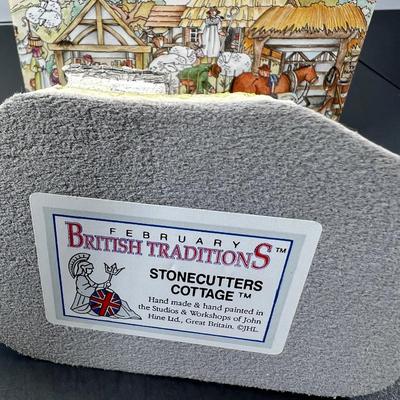 FEBRUARY
BRITISH TRADITIONS™
STONECUTTERS
COTTAGE™
Hand made & hand painted in
the Studios & Workshops of John
Hine Ltd., Great Britain. ©JHL.